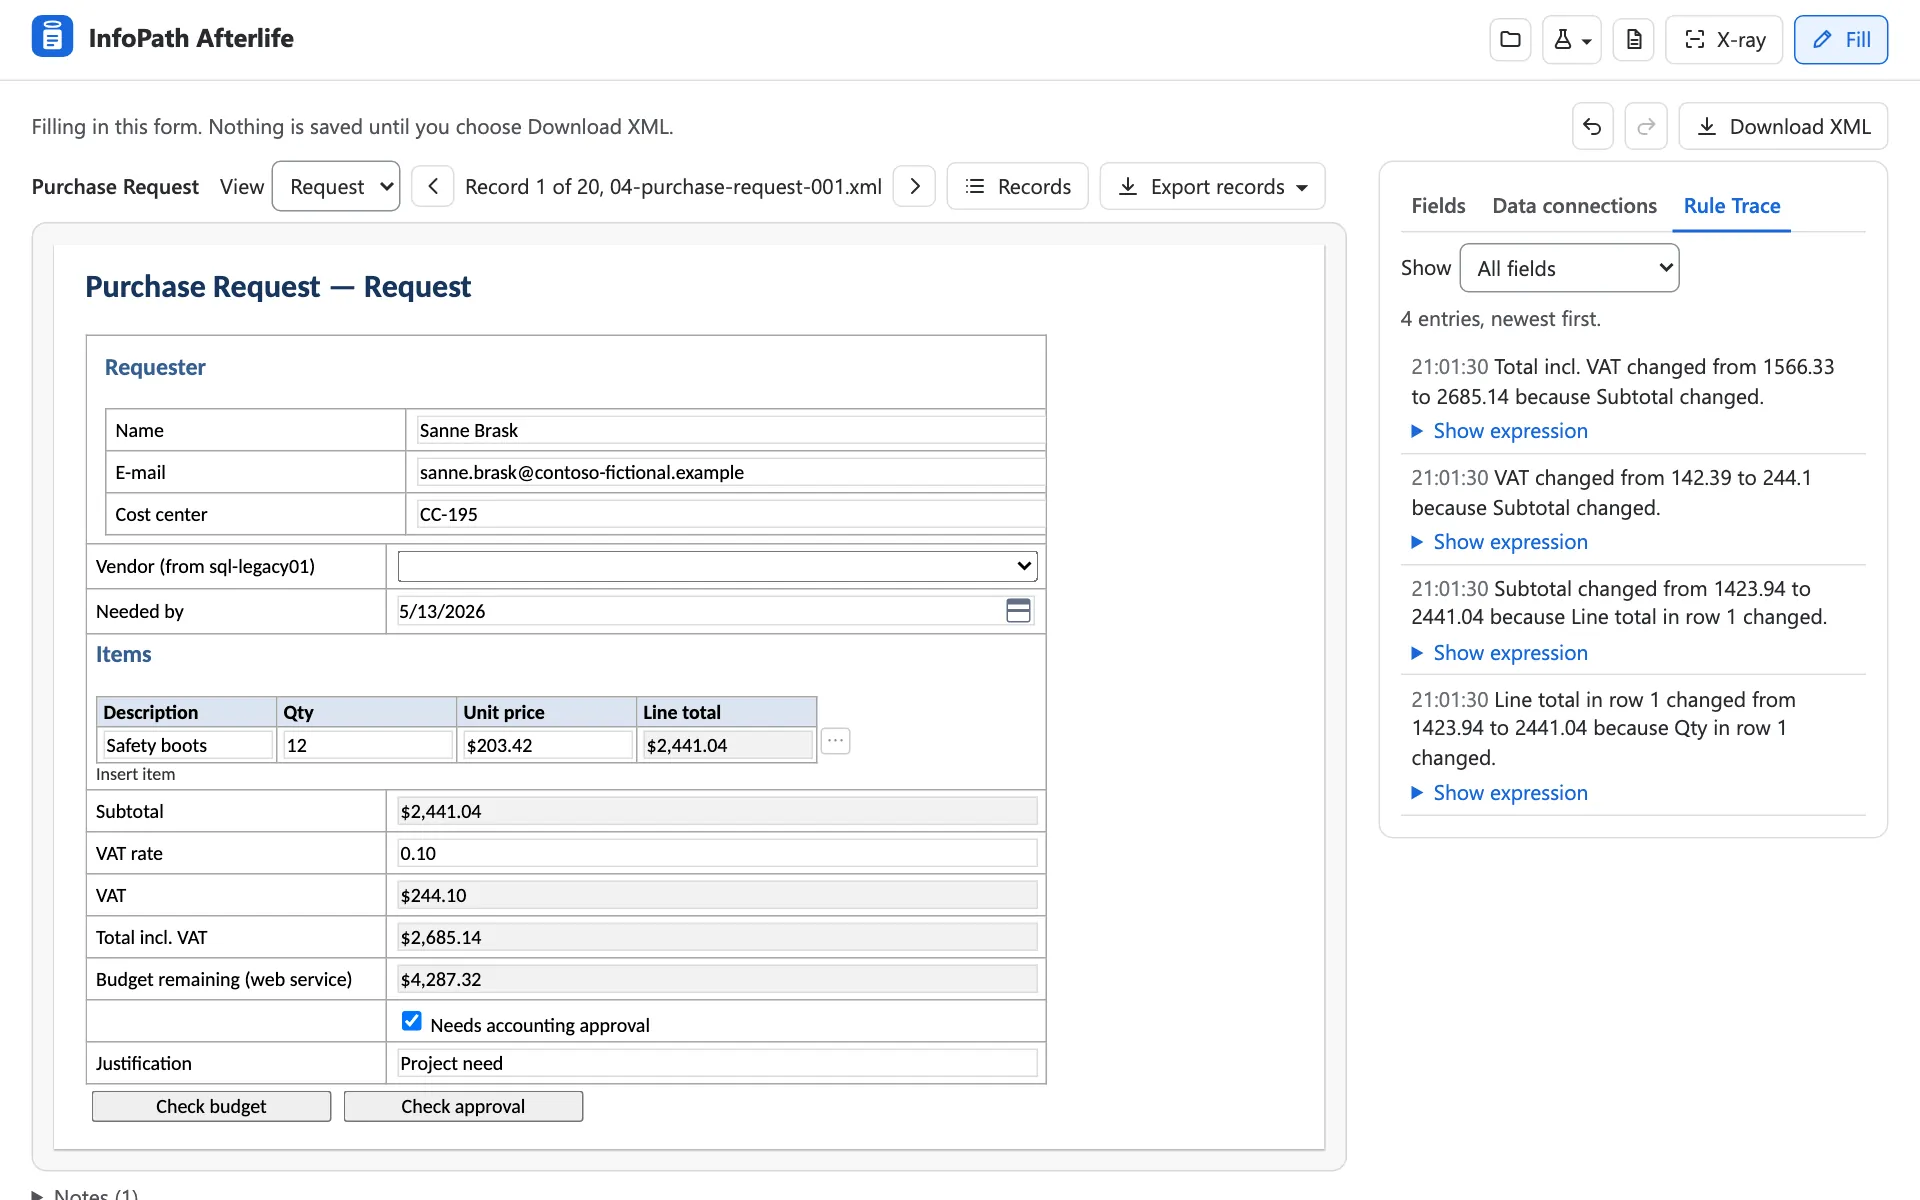 InfoPath Afterlife
X-ray
Fill
Filling in this form. Nothing is saved until you choose Download XML.
Download XML
Purchase Request View Request Record 1 of 20, 04-purchase-request-001.xml Records Export records
Purchase Request — Request
Requester
Name Sanne Brask
E-mail sanne.brask@contoso-fictional.example
Cost center CC-195
Vendor (from sql-legacy01)
Needed by 5/13/2026
Items
Description Qty Unit price Line total
Safety boots 12 $203.42 $2,441.04
Insert item
Subtotal $2,441.04
VAT rate 0.10
VAT $244.10
Total incl. VAT $2,685.14
Budget remaining (web service) $4,287.32
Needs accounting approval
Justification Project need
Check budget Check approval
Notes (1)
Fields Data connections Rule Trace
Show All fields
4 entries, newest first.
21:01:30 Total incl. VAT changed from 1566.33
to 2685.14 because Subtotal changed.
Show expression
21:01:30 VAT changed from 142.39 to 244.1
because Subtotal changed.
Show expression
21:01:30 Subtotal changed from 1423.94 to
2441.04 because Line total in row 1 changed.
Show expression
21:01:30 Line total in row 1 changed from
1423.94 to 2441.04 because Qty in row 1
changed.
Show expression